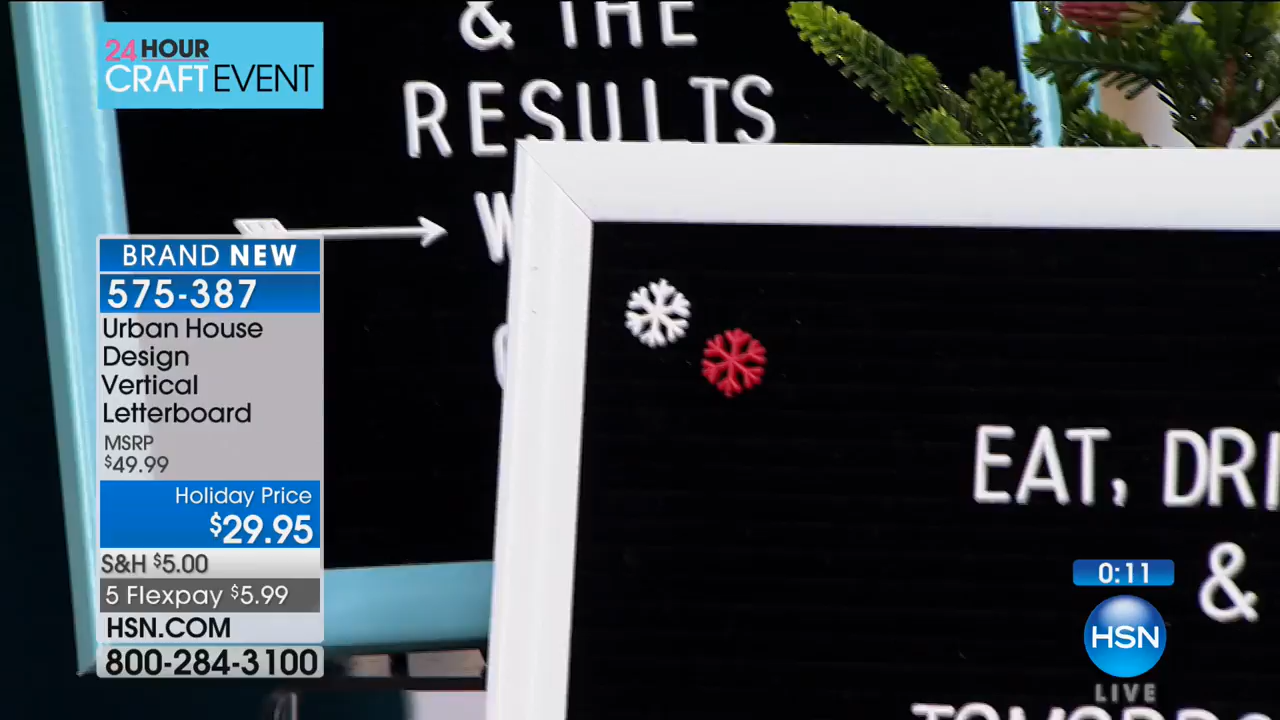 24 HOUR
CRAFT EVENT
& THE
RESULTS
BRAND NEW
575-387
Urban House
Design
Vertical
Letterboard
MSRP
$49.99
Holiday Price
$29.95
S&H $5.00
5 Flexpay $5.99
HSN.COM
800-284-3100
EAT, DRI
&
0:11
HSN
LIVE